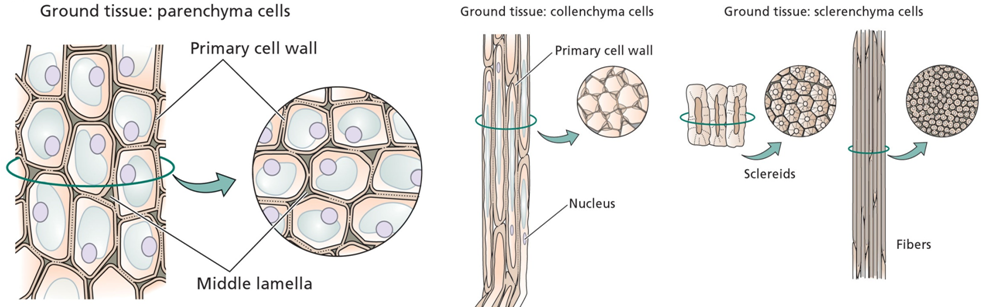 Ground tissue: parenchyma cells
Primary cell wall
Middle lamella
Ground tissue: collenchyma cells
Primary cell wall
Nucleus
Ground tissue: sclerenchyma cells
Sclereids
Fibers